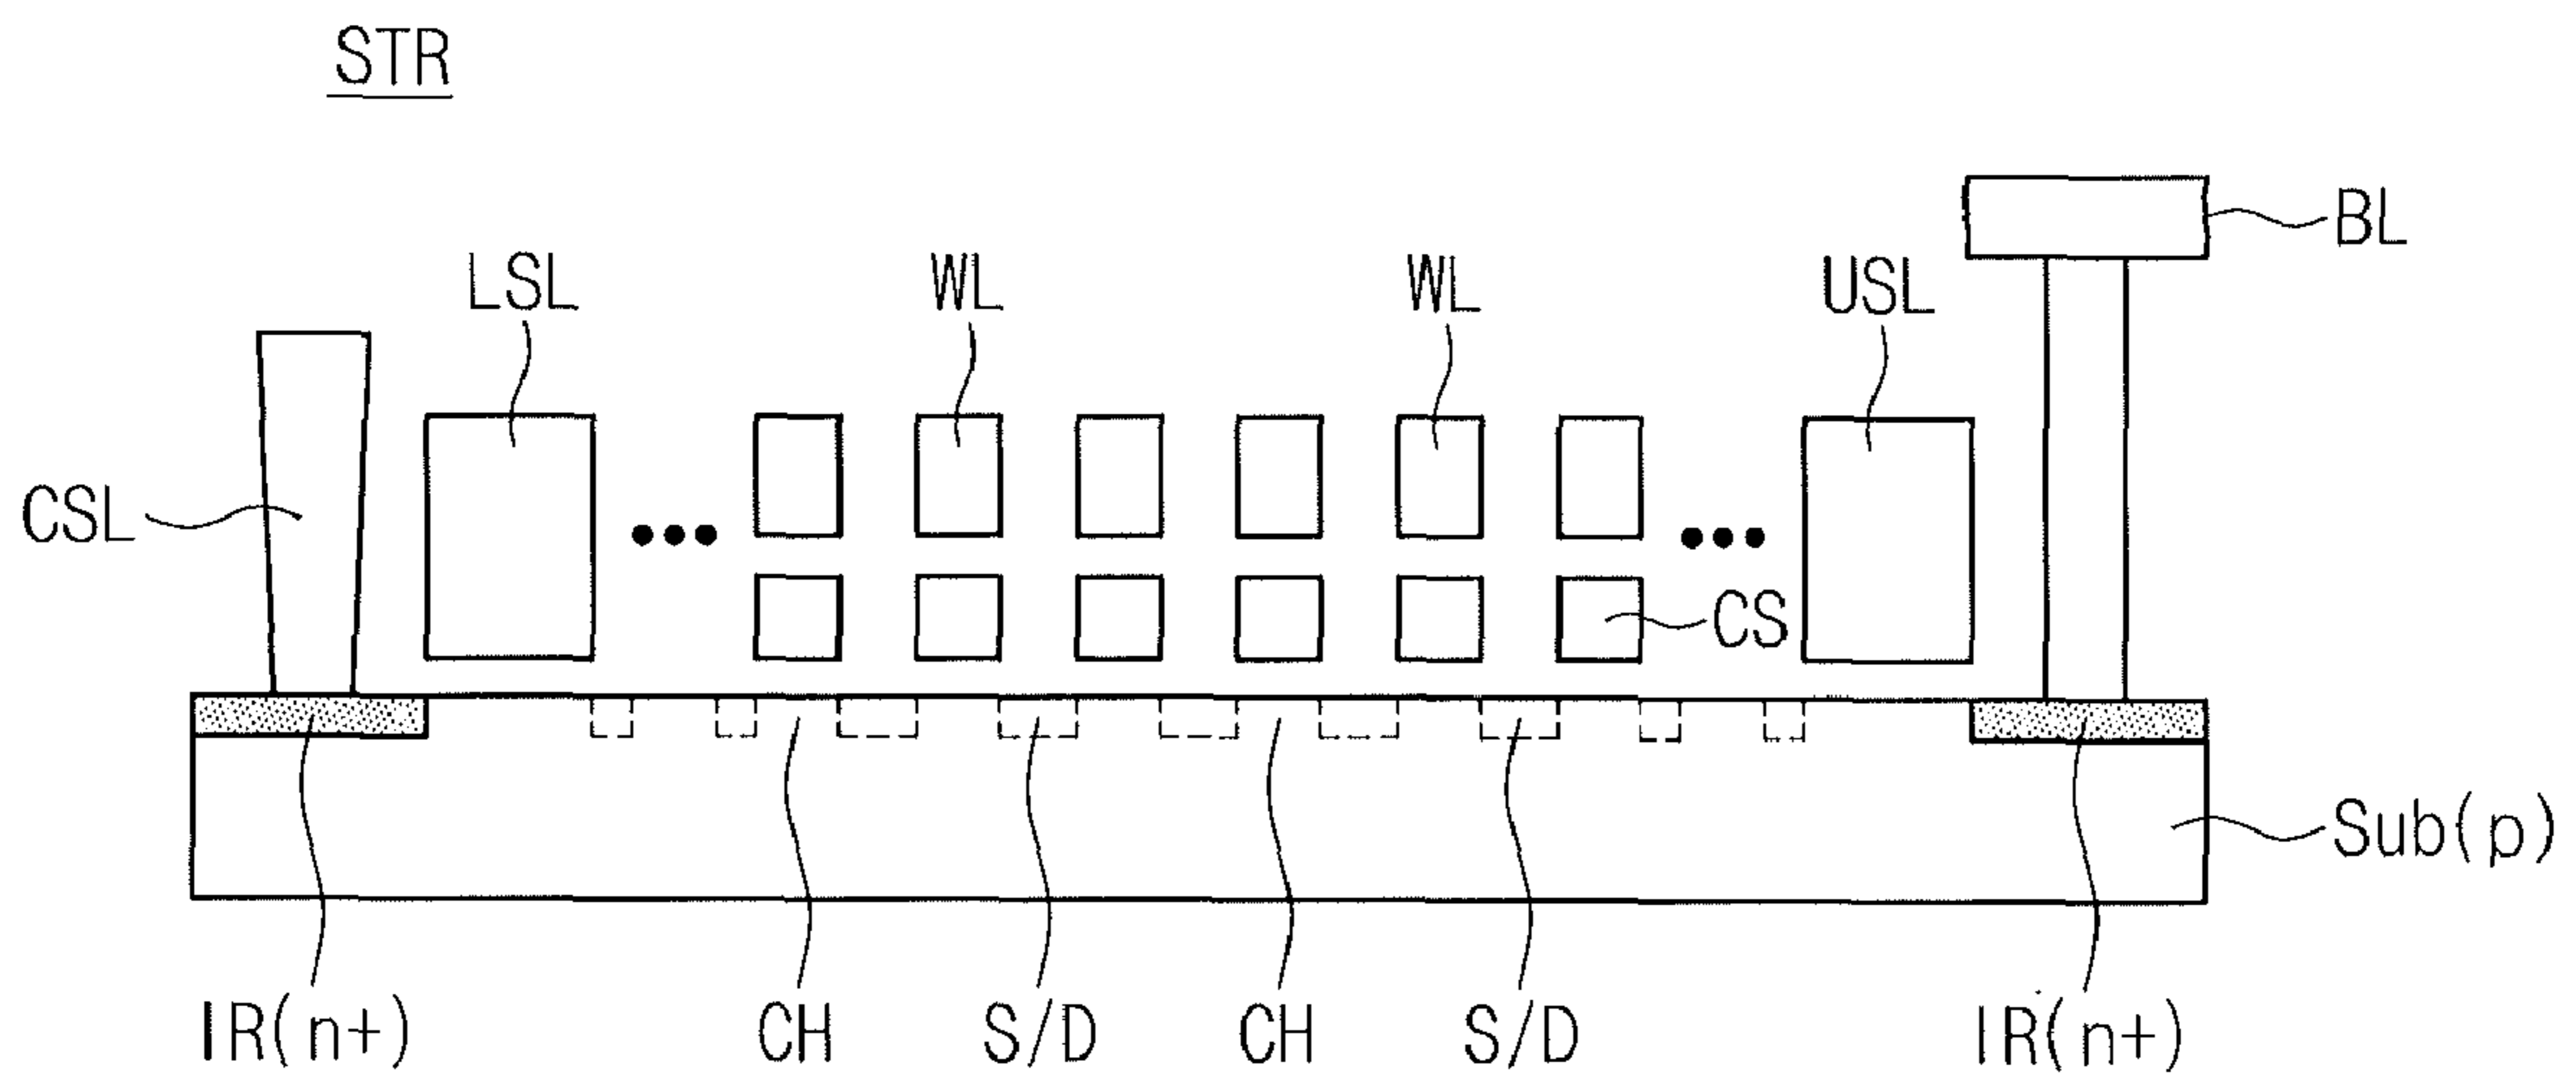 STR
BL
LSL WL WL USL
CSL
CS
Sub(p)
IR(n+) CH S/D CH S/D IR(n+)